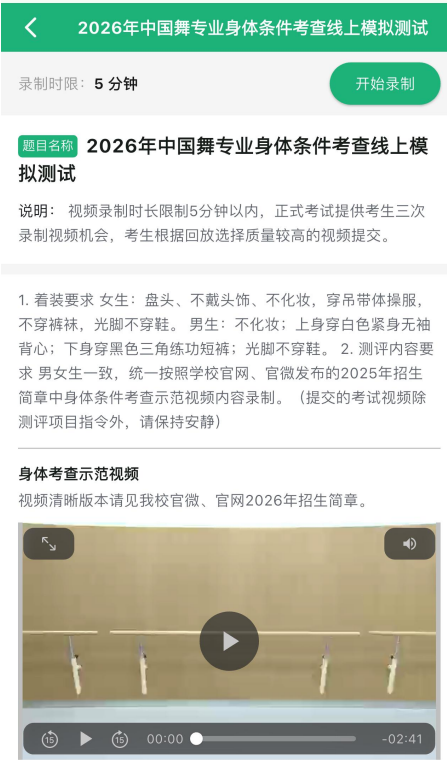 2026年中国舞专业身体条件考查线上模拟测试
录制时限：5 分钟
开始录制
题目名称 2026年中国舞专业身体条件考查线上模
拟测试
说明： 视频录制时长限制5分钟以内，正式考试提供考生三次
录制视频机会，考生根据回放选择质量较高的视频提交。
1. 着装要求 女生：盘头、不戴头饰、不化妆，穿吊带体操服，
不穿裤袜，光脚不穿鞋。 男生：不化妆；上身穿白色紧身无袖
背心；下身穿黑色三角练功短裤；光脚不穿鞋。 2. 测评内容要
求 男女生一致，统一按照学校官网、官微发布的2025年招生
简章中身体条件考查示范视频内容录制。（提交的考试视频除
测评项目指令外，请保持安静）
身体考查示范视频
视频清晰版本请见我校官微、官网2026年招生简章。
15
15
00:00
-02:41